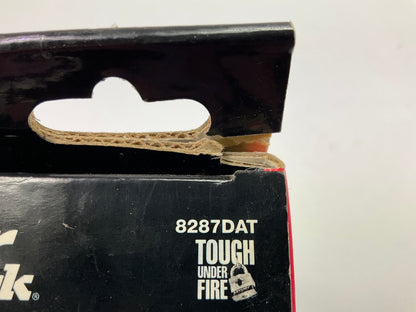 8287DAT
TOUGH
UNDER
FIRE
r
k®